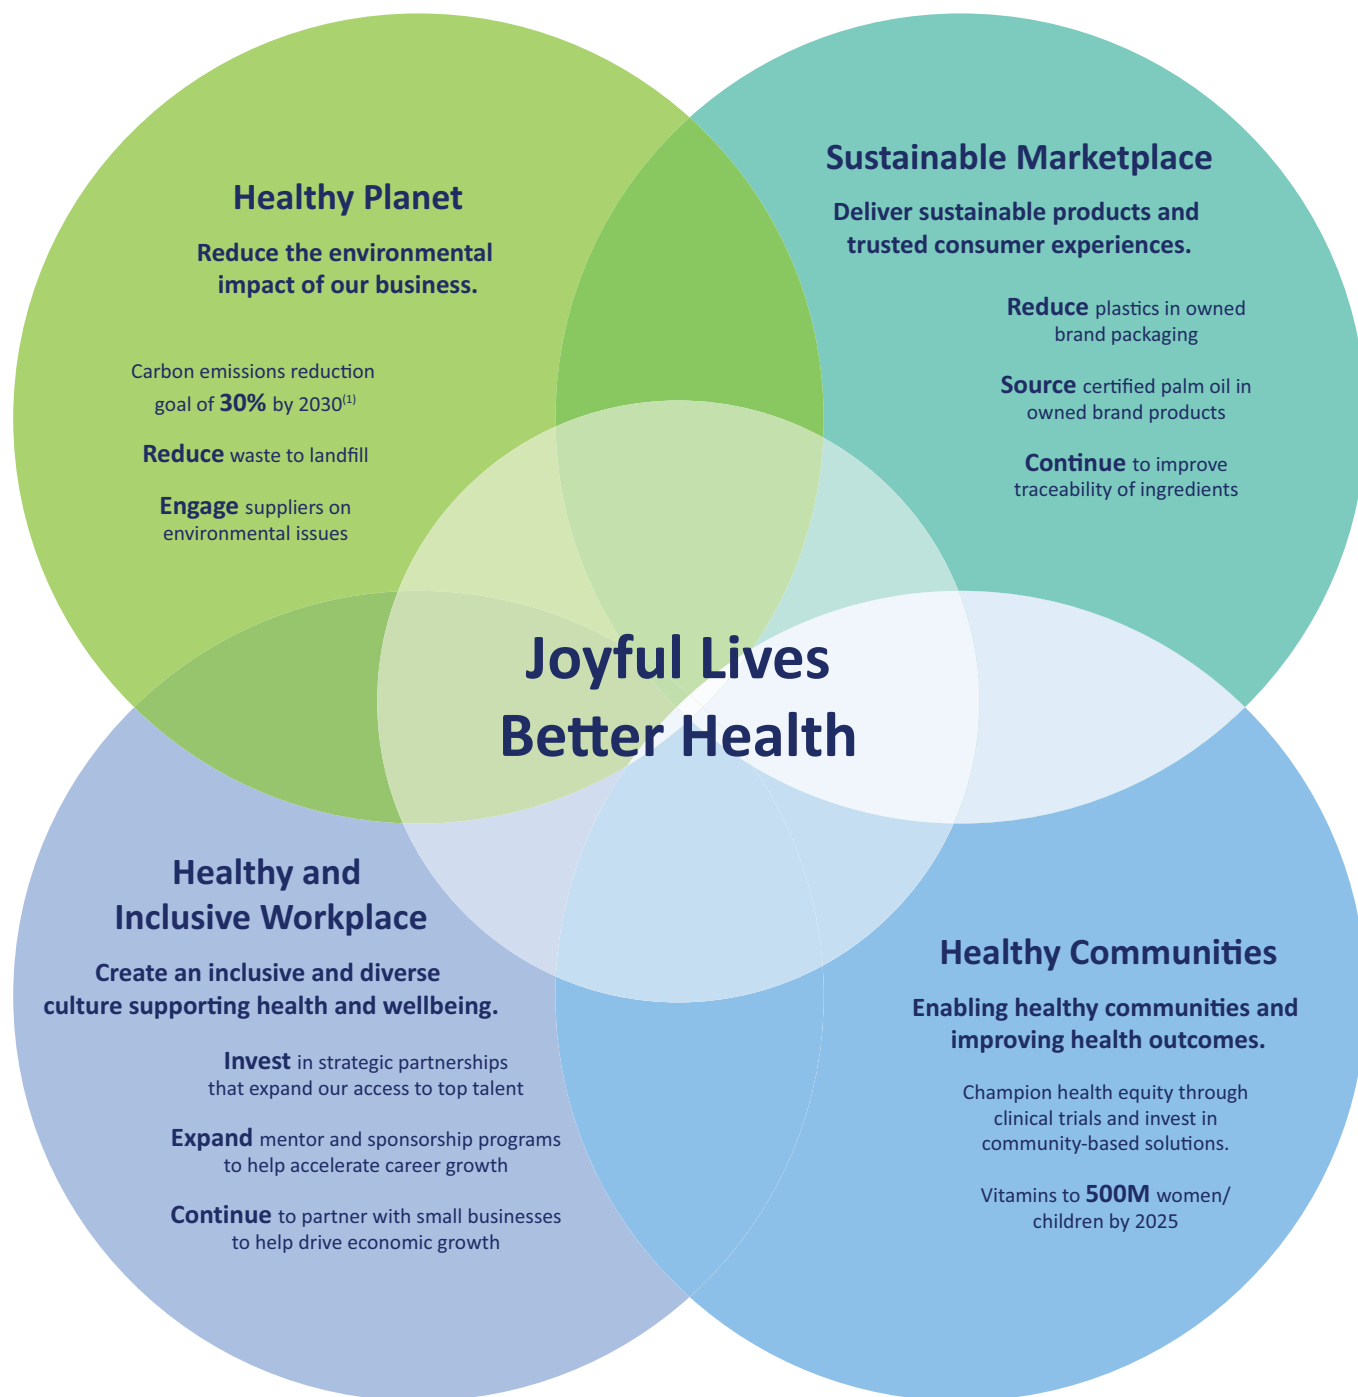 Healthy Planet
Reduce the environmental
impact of our business.
Carbon emissions reduction
goal of 30% by 2030(1)
Reduce waste to landfill
Engage suppliers on
environmental issues
Sustainable Marketplace
Deliver sustainable products and
trusted consumer experiences.
Reduce plastics in owned
brand packaging
Source certified palm oil in
owned brand products
Continue to improve
traceability of ingredients
Joyful Lives
Better Health
Healthy and
Inclusive Workplace
Create an inclusive and diverse
culture supporting health and wellbeing.
Invest in strategic partnerships
that expand our access to top talent
Expand mentor and sponsorship programs
to help accelerate career growth
Continue to partner with small businesses
to help drive economic growth
Healthy Communities
Enabling healthy communities and
improving health outcomes.
Champion health equity through
clinical trials and invest in
community-based solutions.
Vitamins to 500M women/
children by 2025